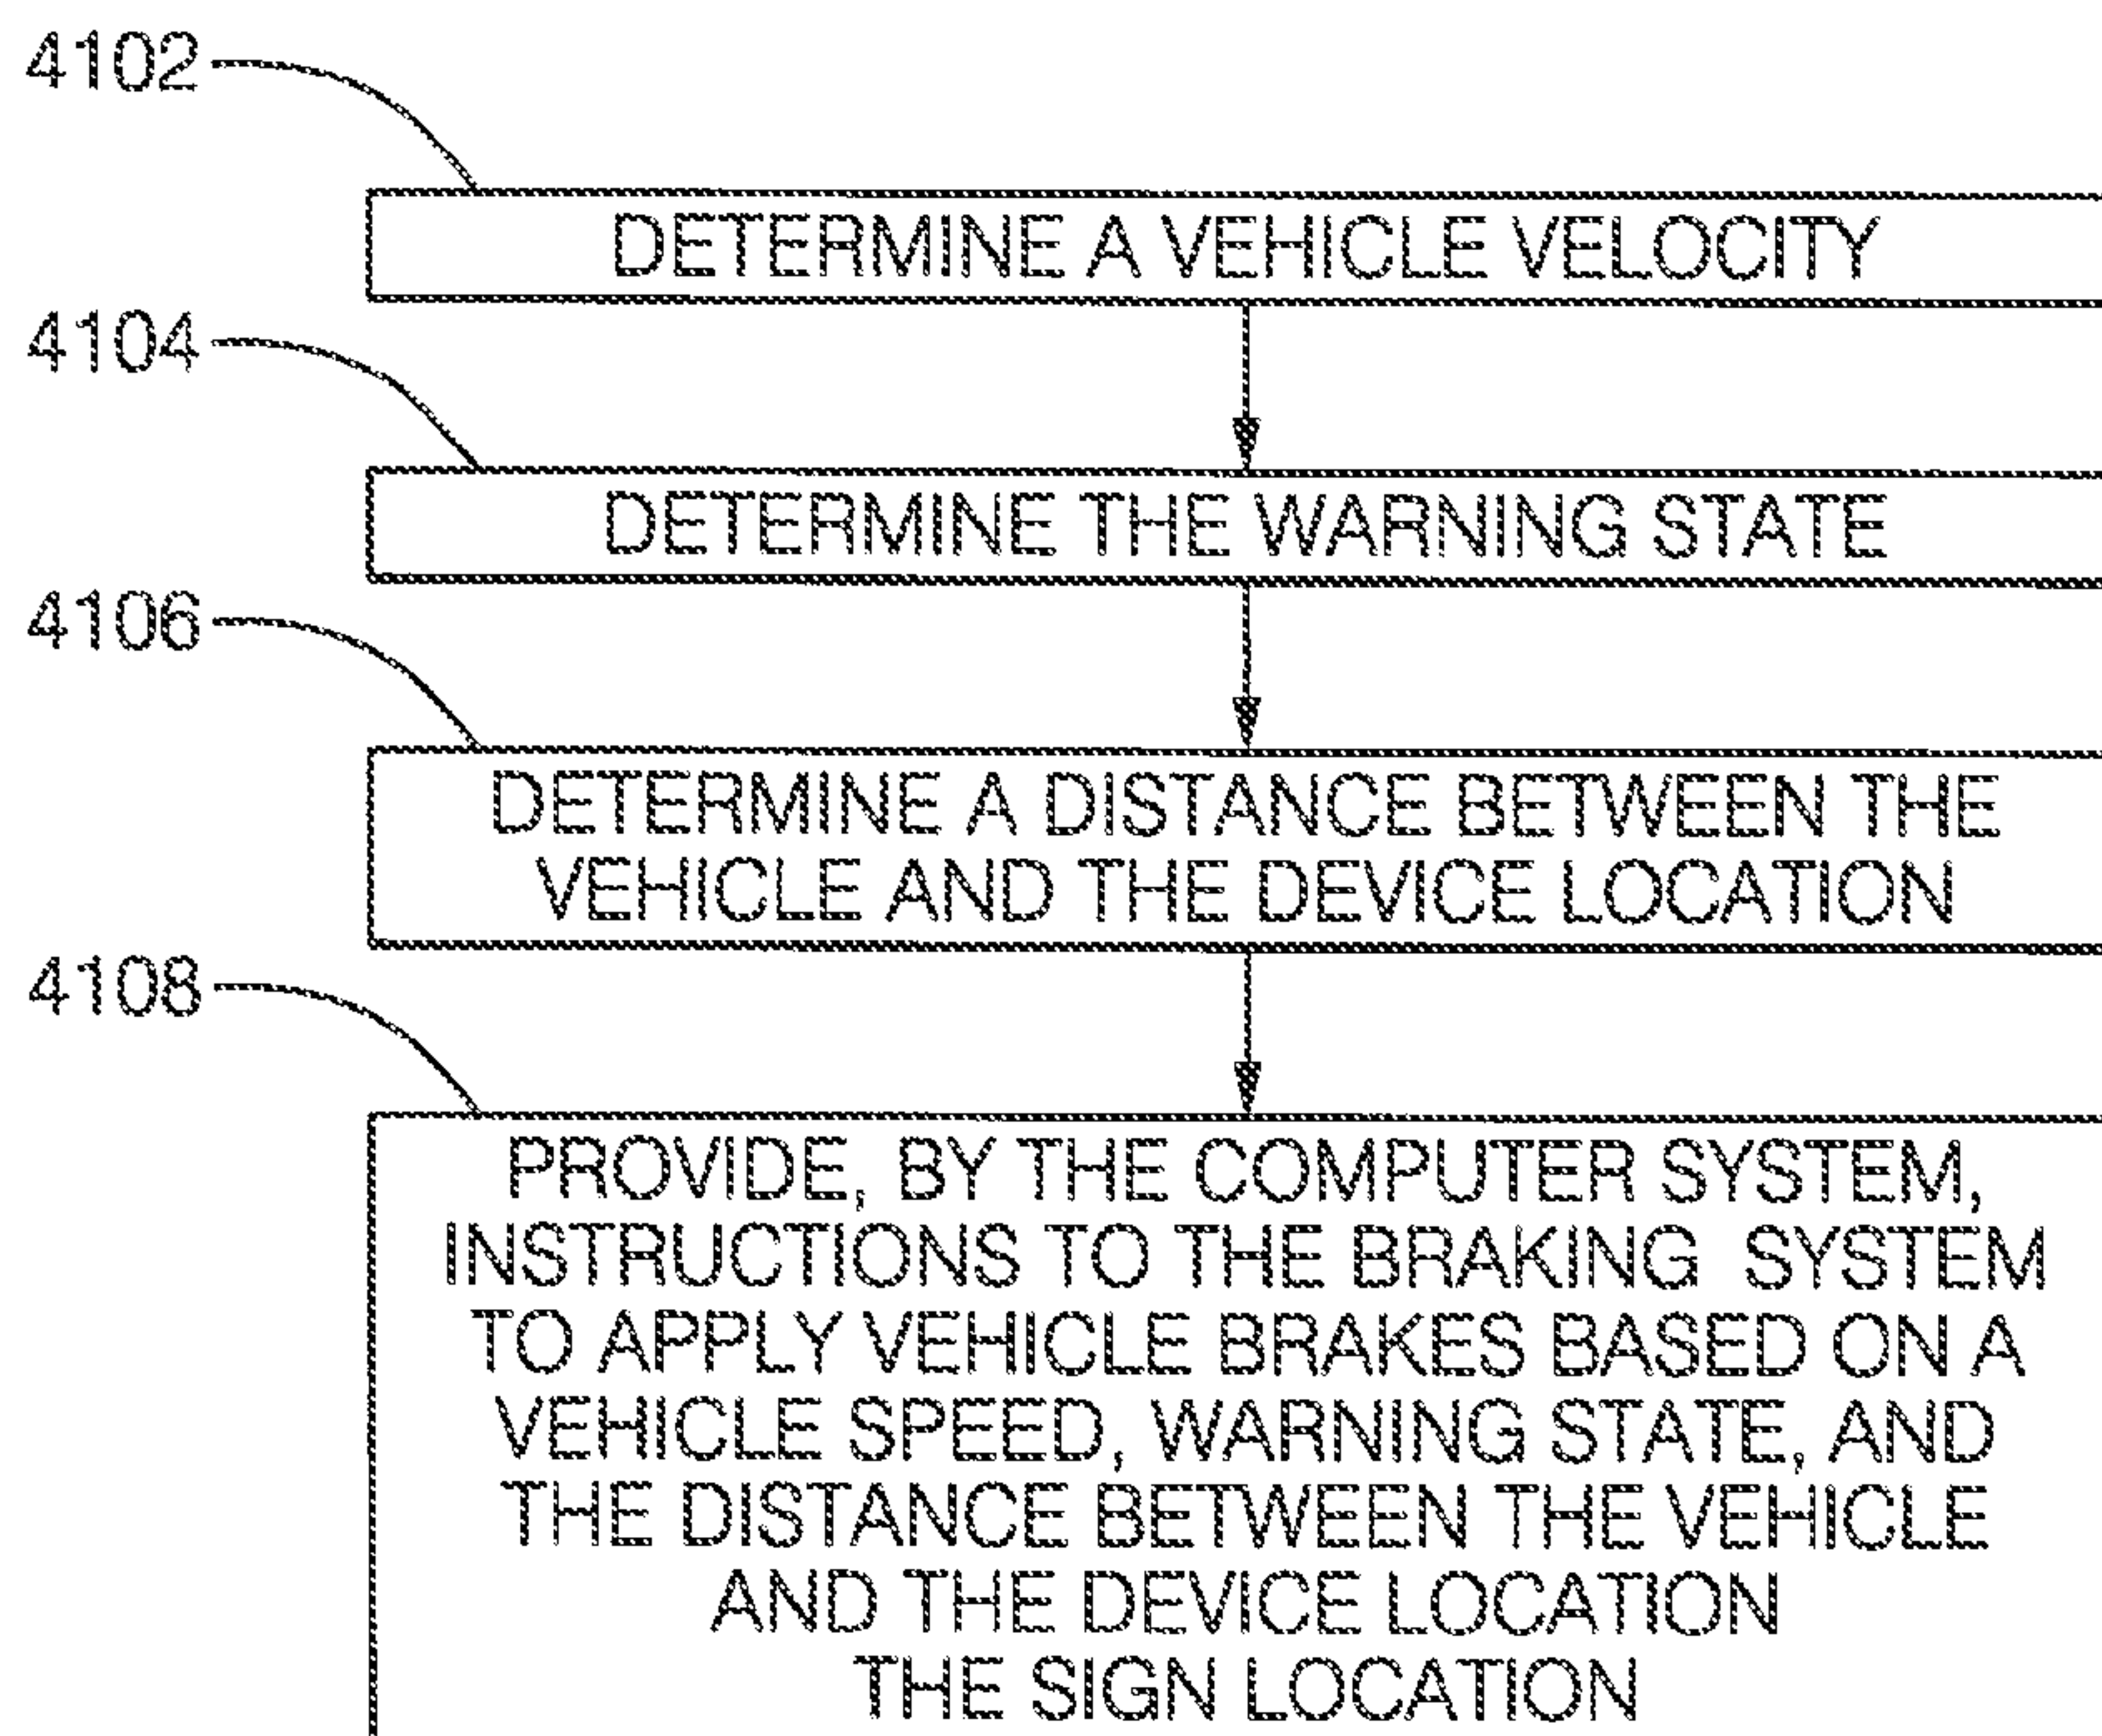 4102
DETERMINE A VEHICLE VELOCITY
4104
DETERMINE THE WARNING STATE
4106
DETERMINE A DISTANCE BETWEEN THE
VEHICLE AND THE DEVICE LOCATION
4108
PROVIDE, BY THE COMPUTER SYSTEM,
INSTRUCTIONS TO THE BRAKING SYSTEM
TO APPLY VEHICLE BRAKES BASED ON A
VEHICLE SPEED, WARNING STATE, AND
THE DISTANCE BETWEEN THE VEHICLE
AND THE DEVICE LOCATION
THE SIGN LOCATION